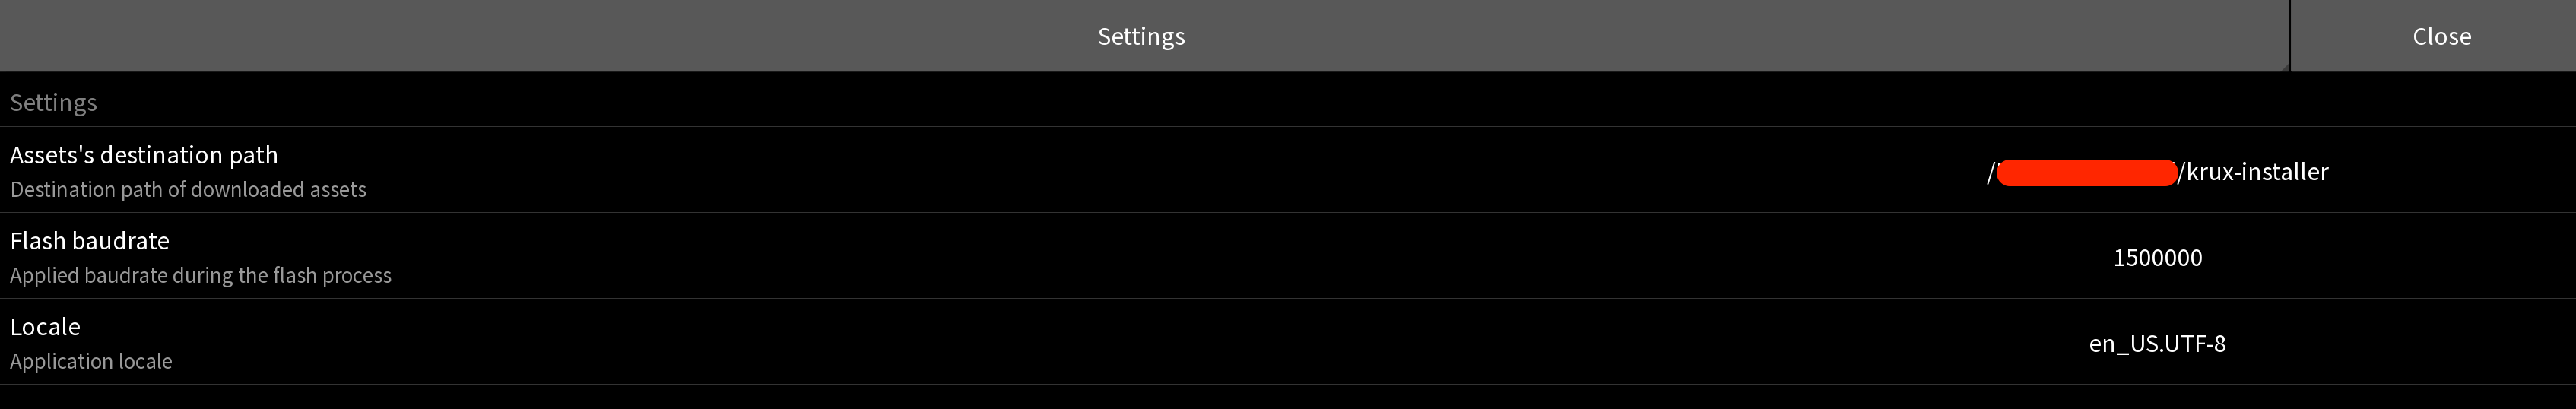 Settings
Close
Settings
Assets's destination path
Destination path of downloaded assets
/ /krux-installer
Flash baudrate
Applied baudrate during the flash process
1500000
Locale
Application locale
en_US.UTF-8